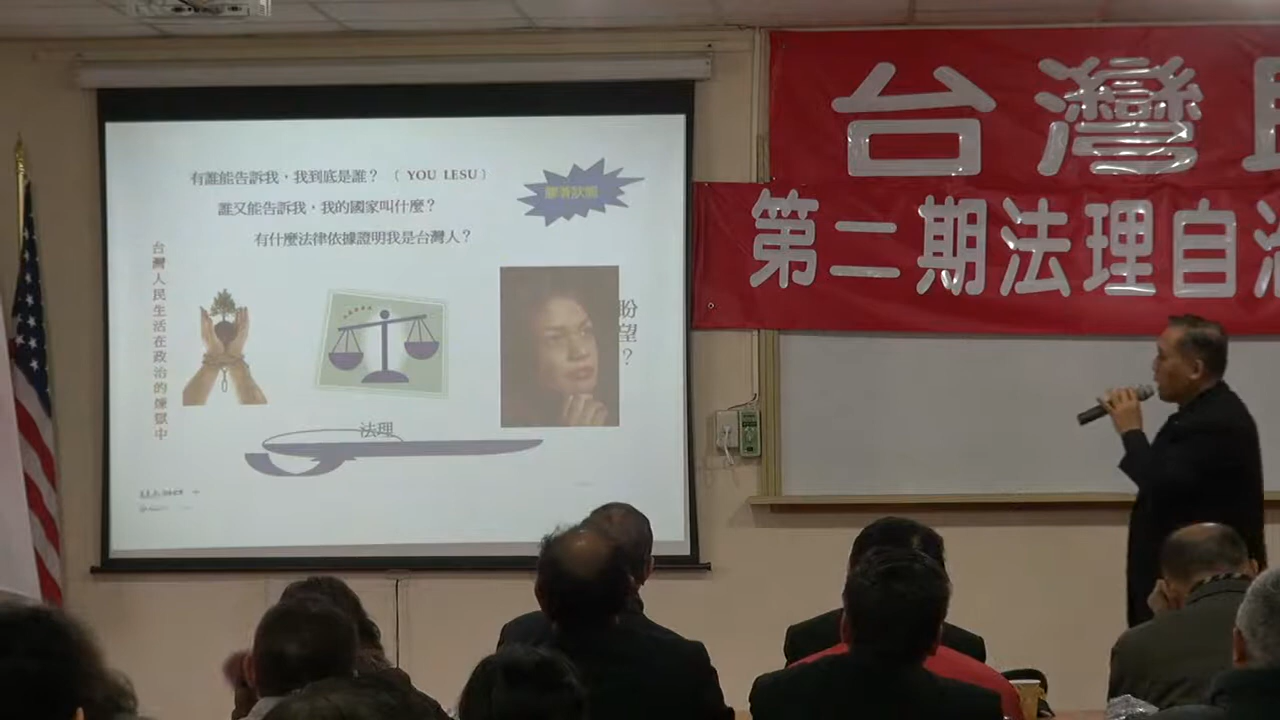 有誰能告訴我,我到底是誰? ( YOU LESU )
誰又能告訴我,我的國家叫什麼?
有什麼法律依據證明我是台灣人?
台灣人民生活在政治的煉獄中
盼望?
法理
台灣
第二期法理自治